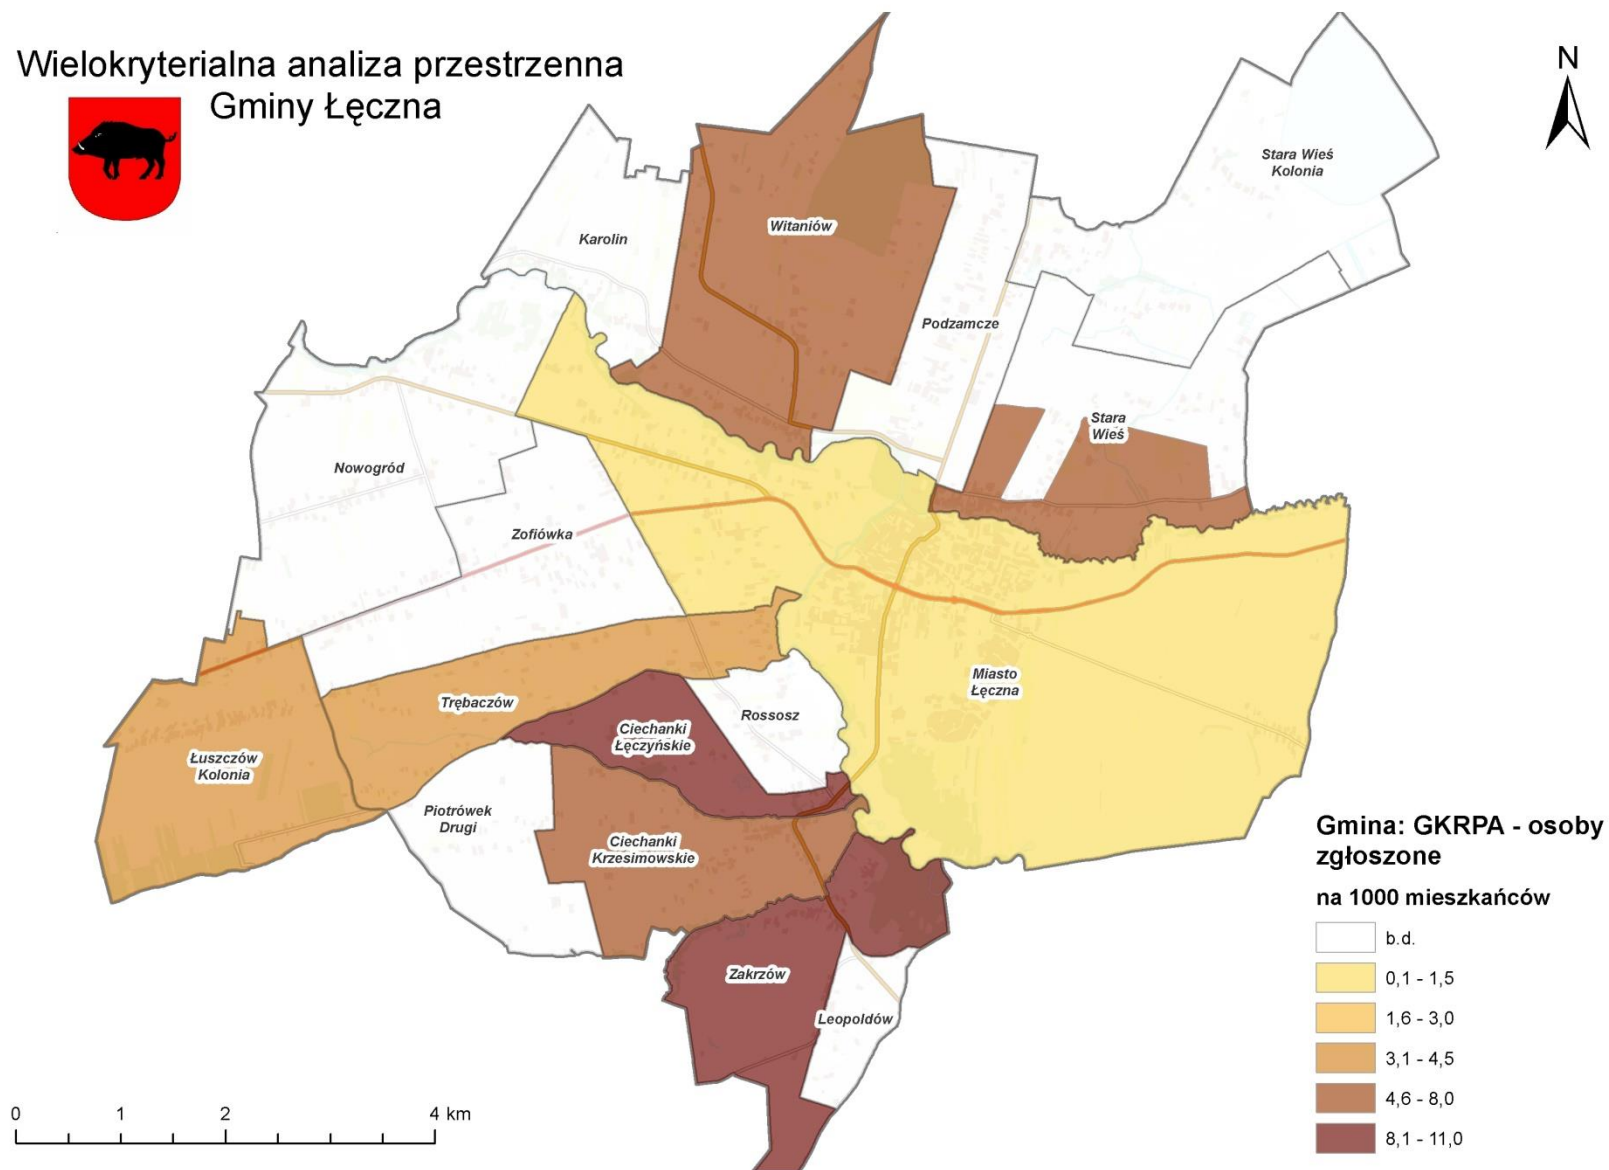 Wielokryterialna analiza przestrzenna
Gminy Łęczna
N
Stara Wieś
Kolonia
Witaniów
Karolin
Podzamcze
Stara
Wieś
Nowogród
Zofiówka
Miasto
Łęczna
Trębaczów
Rossosz
Ciechanki
Łęczyńskie
Łuszczów
Kolonia
Piotrówek
Drugi
Ciechanki
Krzesimowskie
Zakrzów
Leopoldów
Gmina: GKRPA - osoby
zgłoszone
na 1000 mieszkańców
b.d.
0,1 - 1,5
1,6 - 3,0
3,1 - 4,5
4,6 - 8,0
8,1 - 11,0
0 1 2 4 km